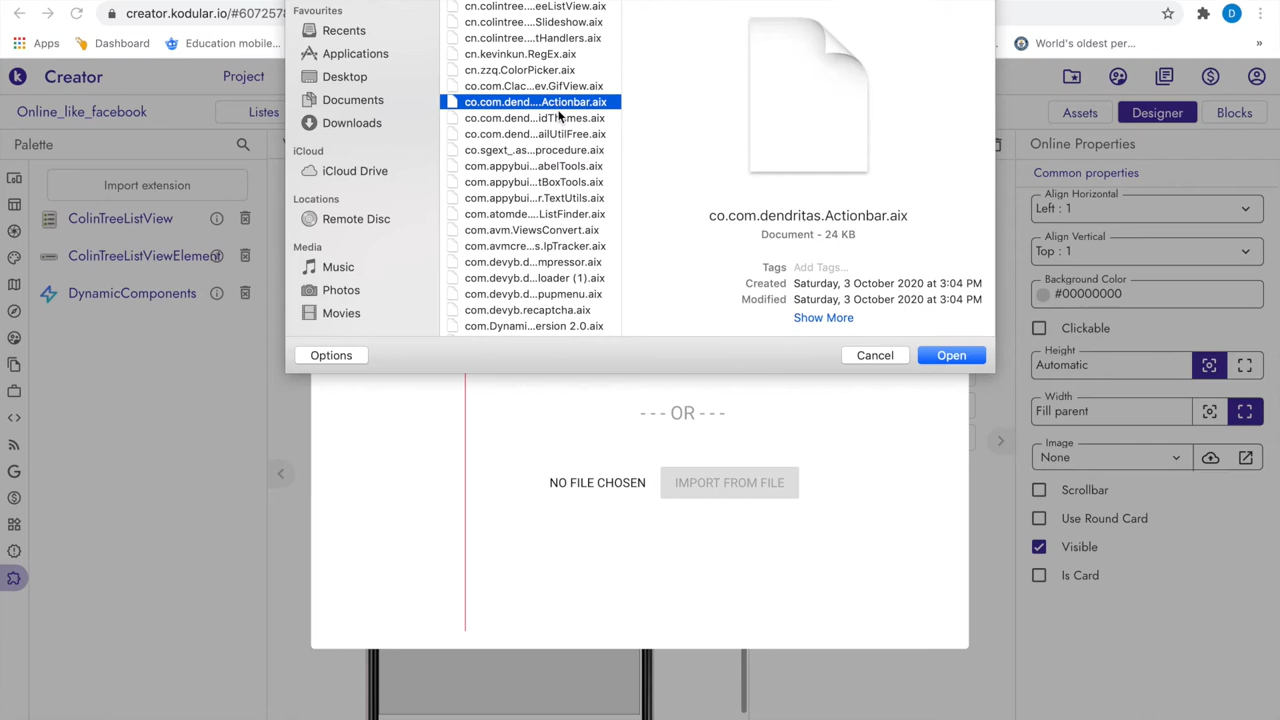 creator.kodular.io/#607257
D
Apps
Dashboard
Education mobile...
World's oldest per...
»
Creator
Project
Online_like_facebook
Listes
Assets
Designer
Blocks
Palette
Import extension
ColinTreeListView
ColinTreeListViewElement
DynamicComponents
Favourites
Recents
Applications
Desktop
Documents
Downloads
iCloud
iCloud Drive
Locations
Remote Disc
Media
Music
Photos
Movies
cn.colintree....eeListView.aix
cn.colintree....Slideshow.aix
cn.colintree....tHandlers.aix
cn.kevinkun.RegEx.aix
cn.zzq.ColorPicker.aix
co.com.Clac...ev.GifView.aix
co.com.dend....Actionbar.aix
co.com.dend...ailUtilFree.aix
co.sgext_.as...procedure.aix
com.appybui...abelTools.aix
com.appybui...tBoxTools.aix
com.appybui...r.TextUtils.aix
com.atomde....ListFinder.aix
com.avm.ViewsConvert.aix
com.avmcre...s.IpTracker.aix
com.devyb.d...mpressor.aix
com.devyb.d...loader (1).aix
com.devyb.d...pupmenu.aix
com.devyb.recaptcha.aix
com.Dynami...ersion 2.0.aix
co.com.dendritas.Actionbar.aix
Document - 24 KB
Tags Add Tags...
Created Saturday, 3 October 2020 at 3:04 PM
Modified Saturday, 3 October 2020 at 3:04 PM
Show More
Options
Cancel
Open
--- OR ---
NO FILE CHOSEN
IMPORT FROM FILE
Online Properties
Common properties
Align Horizontal
Left : 1
Align Vertical
Top : 1
Background Color
#00000000
Clickable
Height
Automatic
Width
Fill parent
Image
None
Scrollbar
Use Round Card
Visible
Is Card